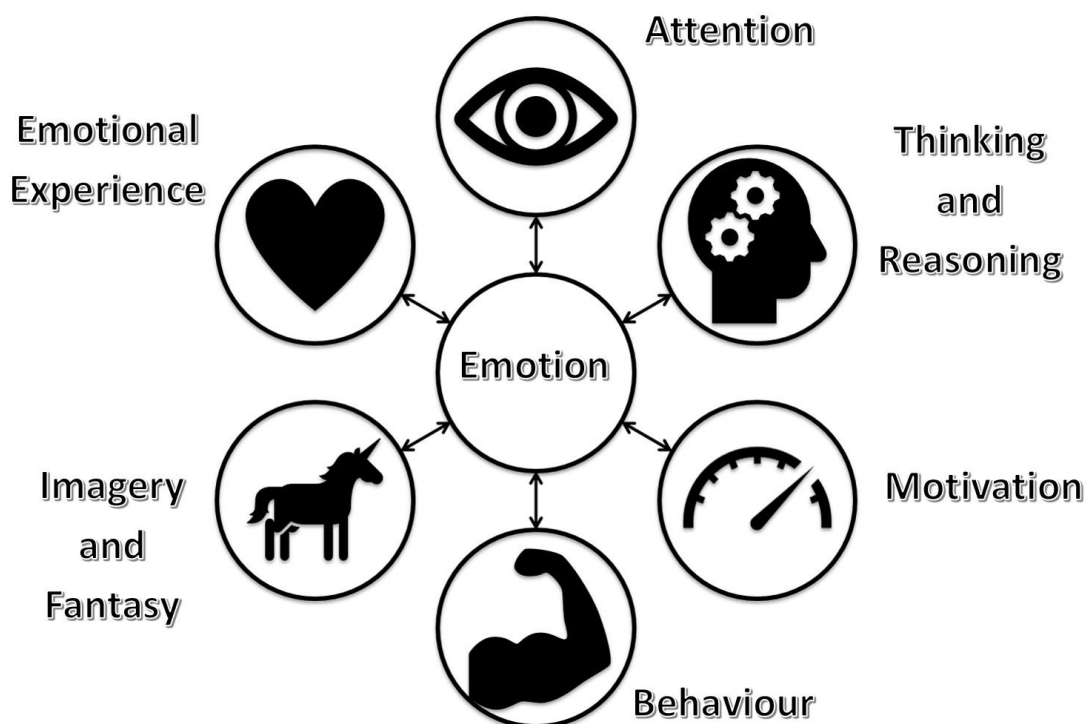 Attention
Emotional
Experience
Thinking
and
Reasoning
Emotion
Imagery
and
Fantasy
Motivation
Behaviour